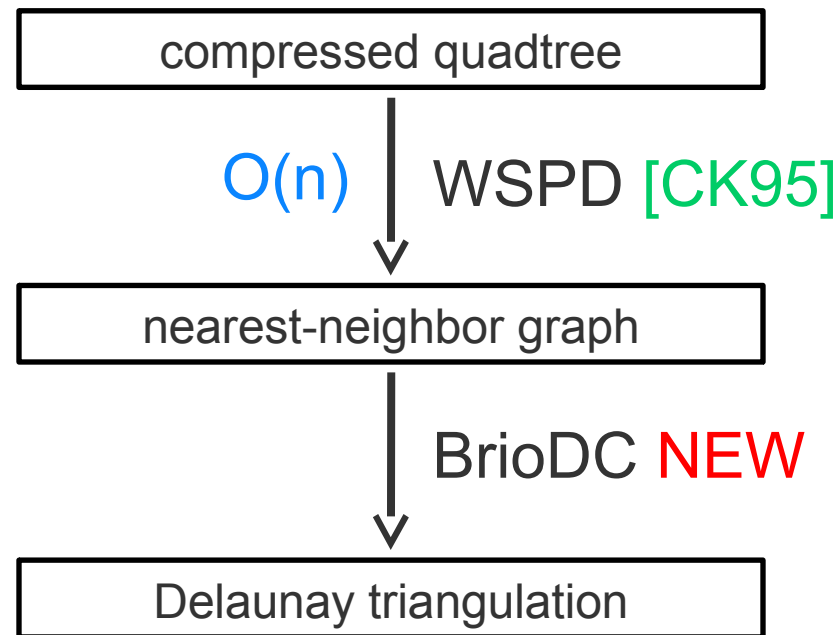 compressed quadtree
O(n) WSPD [CK95]
nearest-neighbor graph
BrioDC NEW
Delaunay triangulation